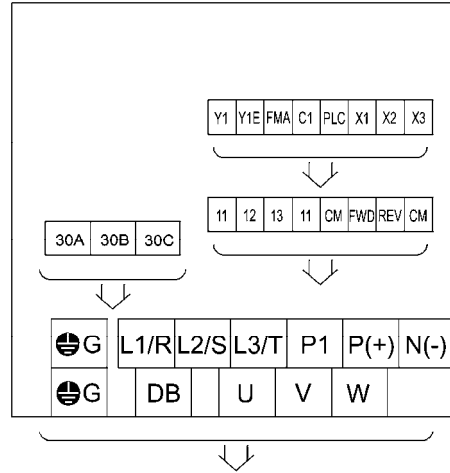 Y1 Y1E FMA C1 PLC X1 X2 X3
11 12 13 11 CM FWD REV CM
30A 30B 30C
G L1/R L2/S L3/T P1 P(+) N(-)
G DB U V W